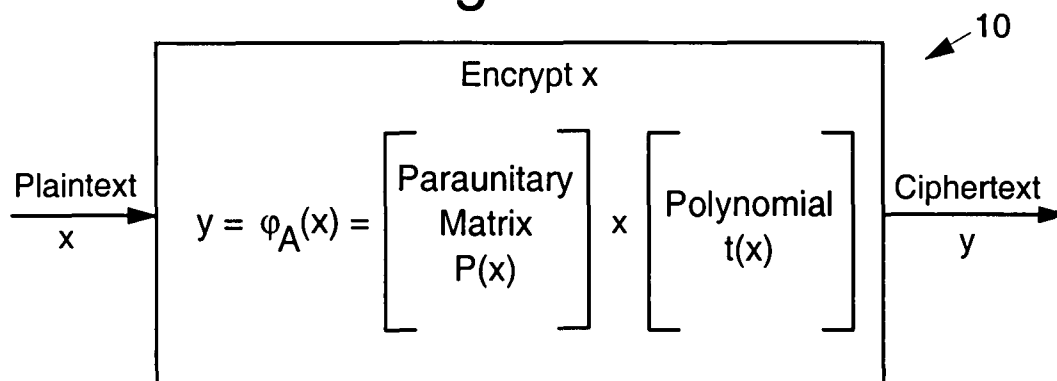 g
10
Encrypt x
Plaintext
x
y = φA(x) = [Paraunitary Matrix P(x)] x [Polynomial t(x)]
Ciphertext
y